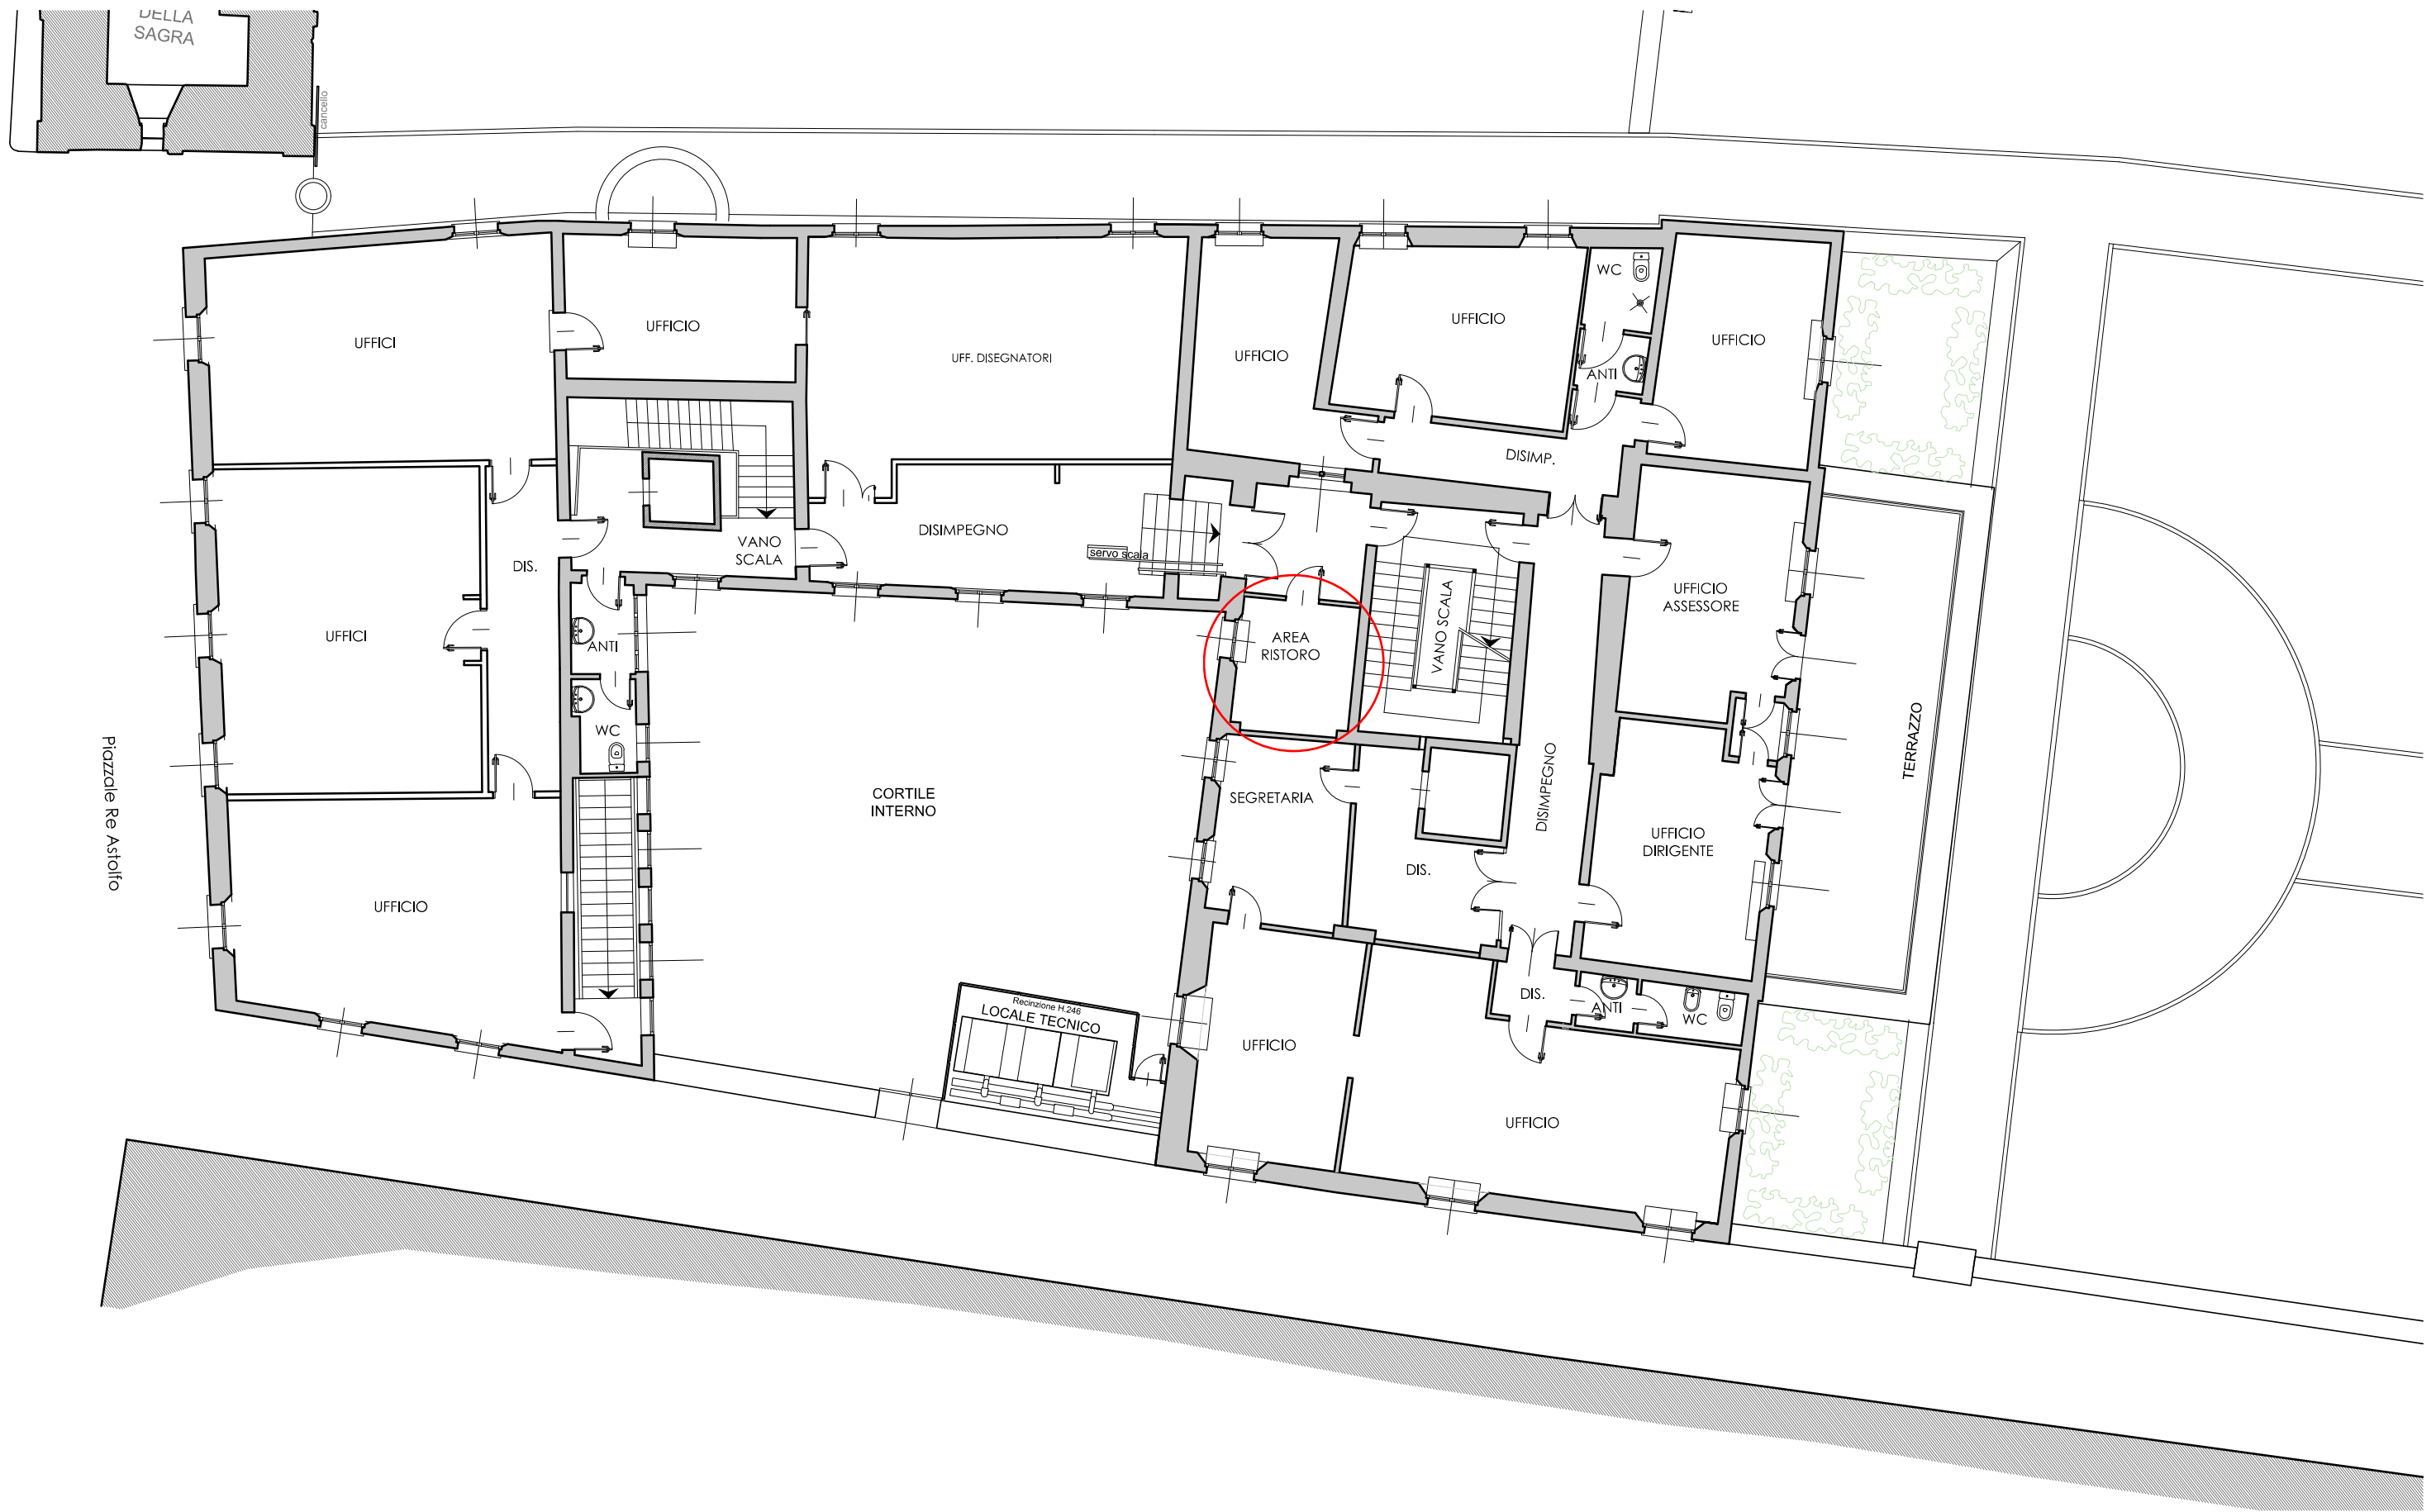 DELLA
SAGRA
cancello
UFFICI
UFFICIO
UFF. DISEGNATORI
UFFICIO
UFFICIO
WC
ANTI
UFFICIO
DISIMP.
VANO
SCALA
DISIMPEGNO
servo scala
DIS.
UFFICI
ANTI
WC
AREA
RISTORO
VANO SCALA
UFFICIO
ASSESSORE
TERRAZZO
Piazzale Re Astolfo
CORTILE
INTERNO
SEGRETARIA
DISIMPEGNO
UFFICIO
DIRIGENTE
DIS.
UFFICIO
Recinzione H.246
LOCALE TECNICO
DIS.
ANTI
WC
UFFICIO
UFFICIO